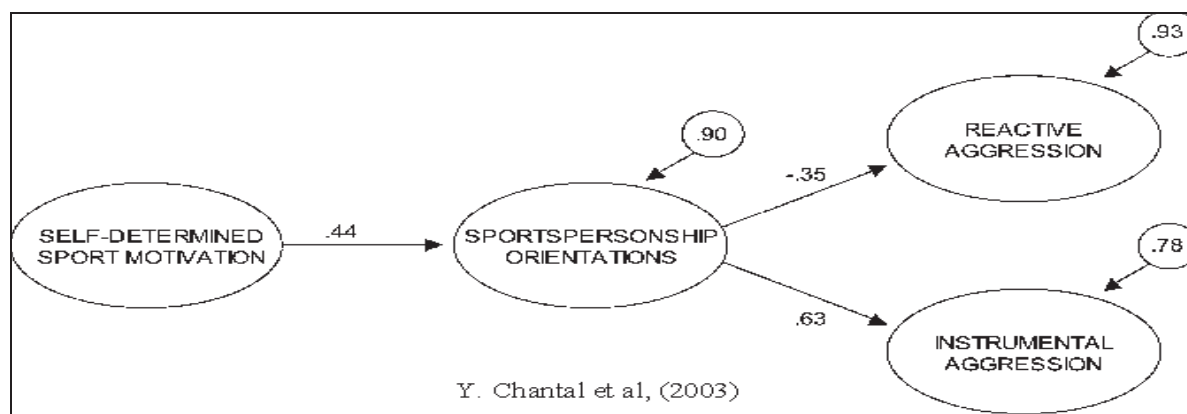 .93
REACTIVE
AGGRESSION
.90
-.35
SELF-DETERMINED
SPORT MOTIVATION
.44
SPORTSPERSONSHIP
ORIENTATIONS
.63
.78
INSTRUMENTAL
AGGRESSION
Y. Chantal et al, (2003)